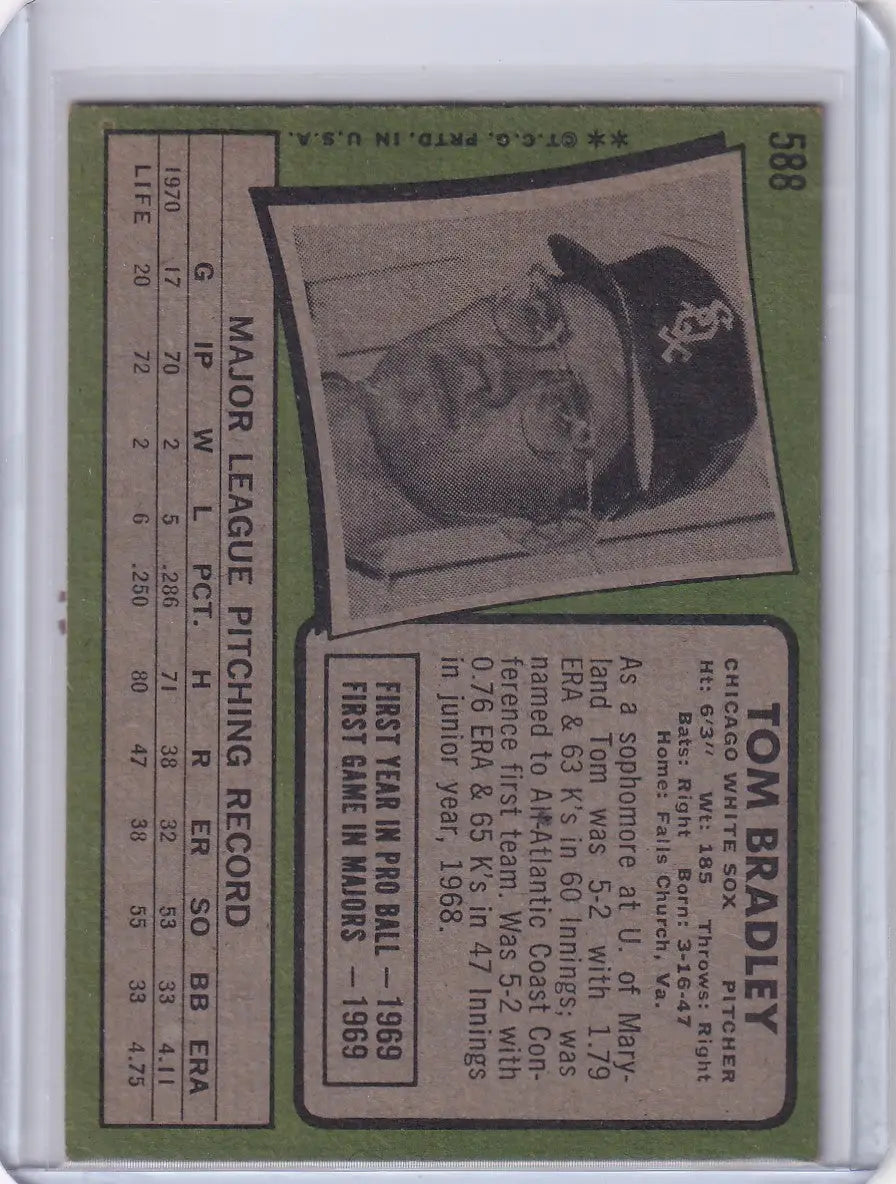 588
** ©T.C.G. PRTD. IN U.S.A.
TOM BRADLEY
CHICAGO WHITE SOX PITCHER
Ht: 6'3" Wt: 185 Throws: Right
Bats: Right Born: 3-16-47
Home: Falls Church, Va.
As a sophomore at U. of Mary-
land Tom was 5-2 with 1.79
ERA & 63 K's in 60 Innings; was
named to All-Atlantic Coast Con-
ference first team. Was 5-2 with
0.76 ERA & 65 K's in 47 Innings
in junior year, 1968.
FIRST YEAR IN PRO BALL — 1969
FIRST GAME IN MAJORS — 1969
MAJOR LEAGUE PITCHING RECORD
G IP W L PCT. H R ER SO BB ERA
1970 17 70 2 5 .286 71 38 32 53 33 4.11
LIFE 20 72 2 6 .250 80 47 38 55 33 4.75